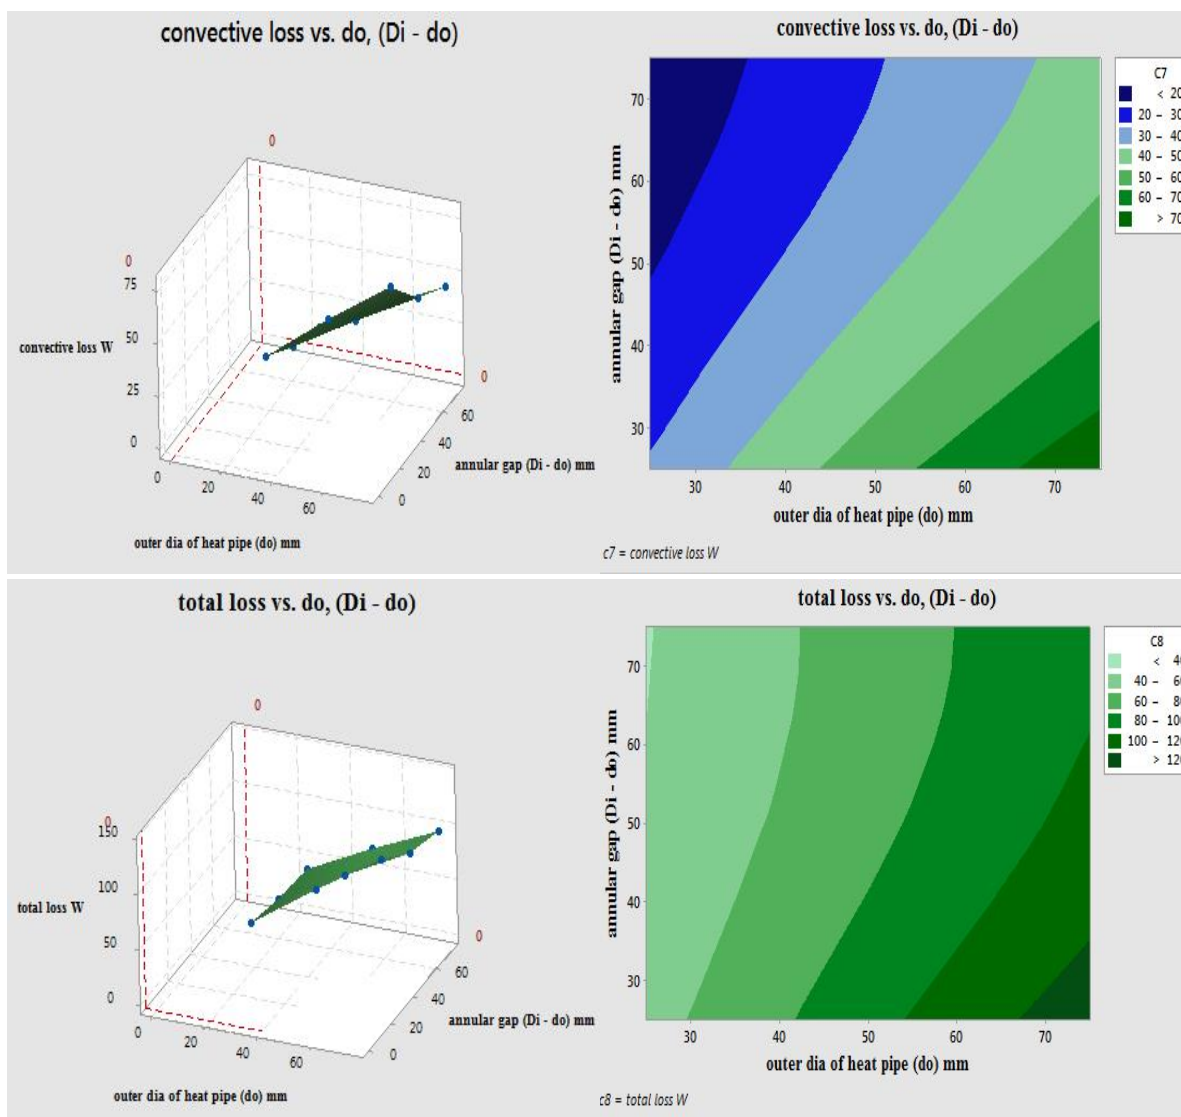 convective loss vs. do, (Di - do)
0
0
75
50
convective loss W
25
0
0
20
40
60
0
60
40
20
0
annular gap (Di - do) mm
outer dia of heat pipe (do) mm
convective loss vs. do, (Di - do)
C7
< 20
20 - 30
30 - 40
40 - 50
50 - 60
60 - 70
> 70
70
60
50
40
30
annular gap (Di - do) mm
30
40
50
60
70
outer dia of heat pipe (do) mm
c7 = convective loss W
total loss vs. do, (Di - do)
0
0
150
100
total loss W
50
0
0
20
40
60
0
60
40
20
0
annular gap (Di - do) mm
outer dia of heat pipe (do) mm
total loss vs. do, (Di - do)
C8
< 40
40 - 60
60 - 80
80 - 100
100 - 120
> 120
70
60
50
40
30
annular gap (Di - do) mm
30
40
50
60
70
outer dia of heat pipe (do) mm
c8 = total loss W